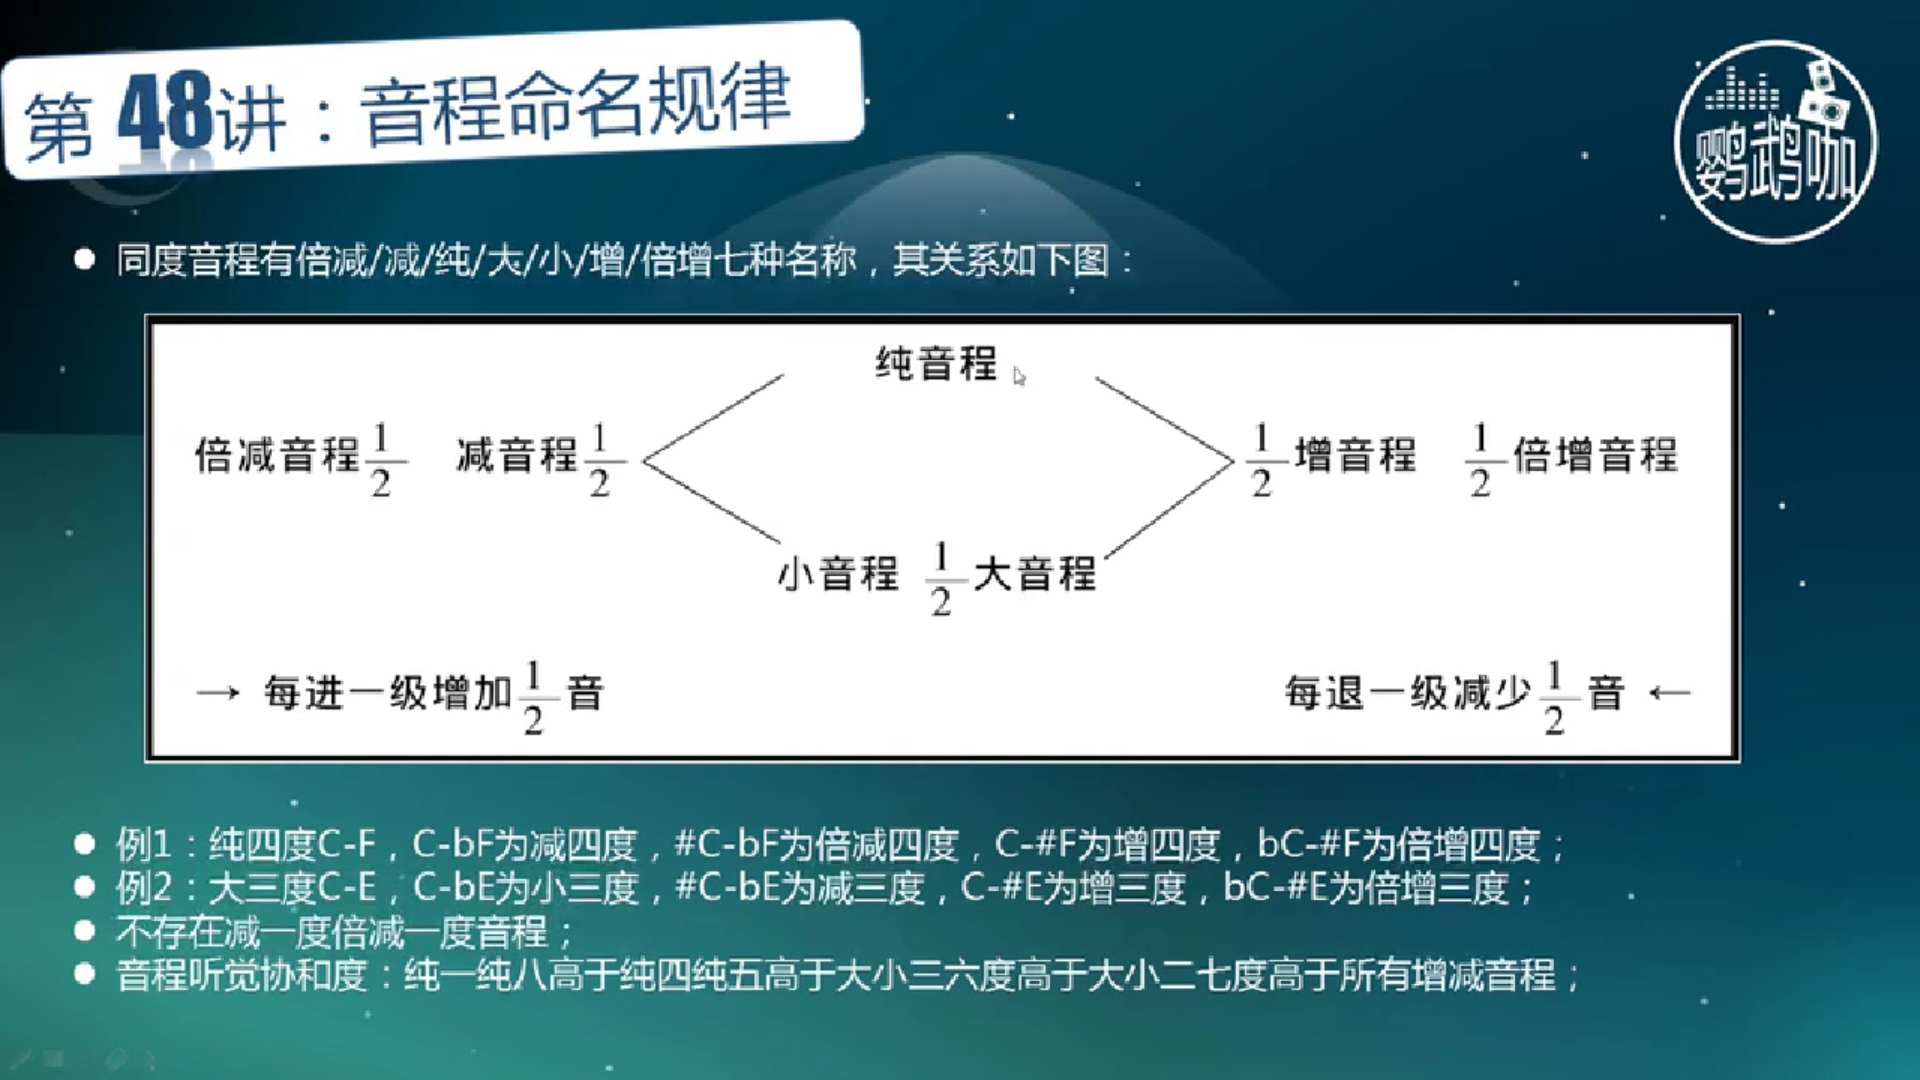 第48讲：音程命名规律
鹦鹉咖
同度音程有倍减/减/纯/大/小/增/倍增七种名称，其关系如下图：
纯音程
倍减音程1/2 减音程1/2 1/2增音程 1/2倍增音程
小音程 1/2大音程
→ 每进一级增加1/2音 每退一级减少1/2音 ←
例1：纯四度C-F，C-bF为减四度，#C-bF为倍减四度，C-#F为增四度，bC-#F为倍增四度；
例2：大三度C-E，C-bE为小三度，#C-bE为减三度，C-#E为增三度，bC-#E为倍增三度；
不存在减一度倍减一度音程；
音程听觉协和度：纯一纯八高于纯四纯五高于大小三六度高于大小二七度高于所有增减音程；